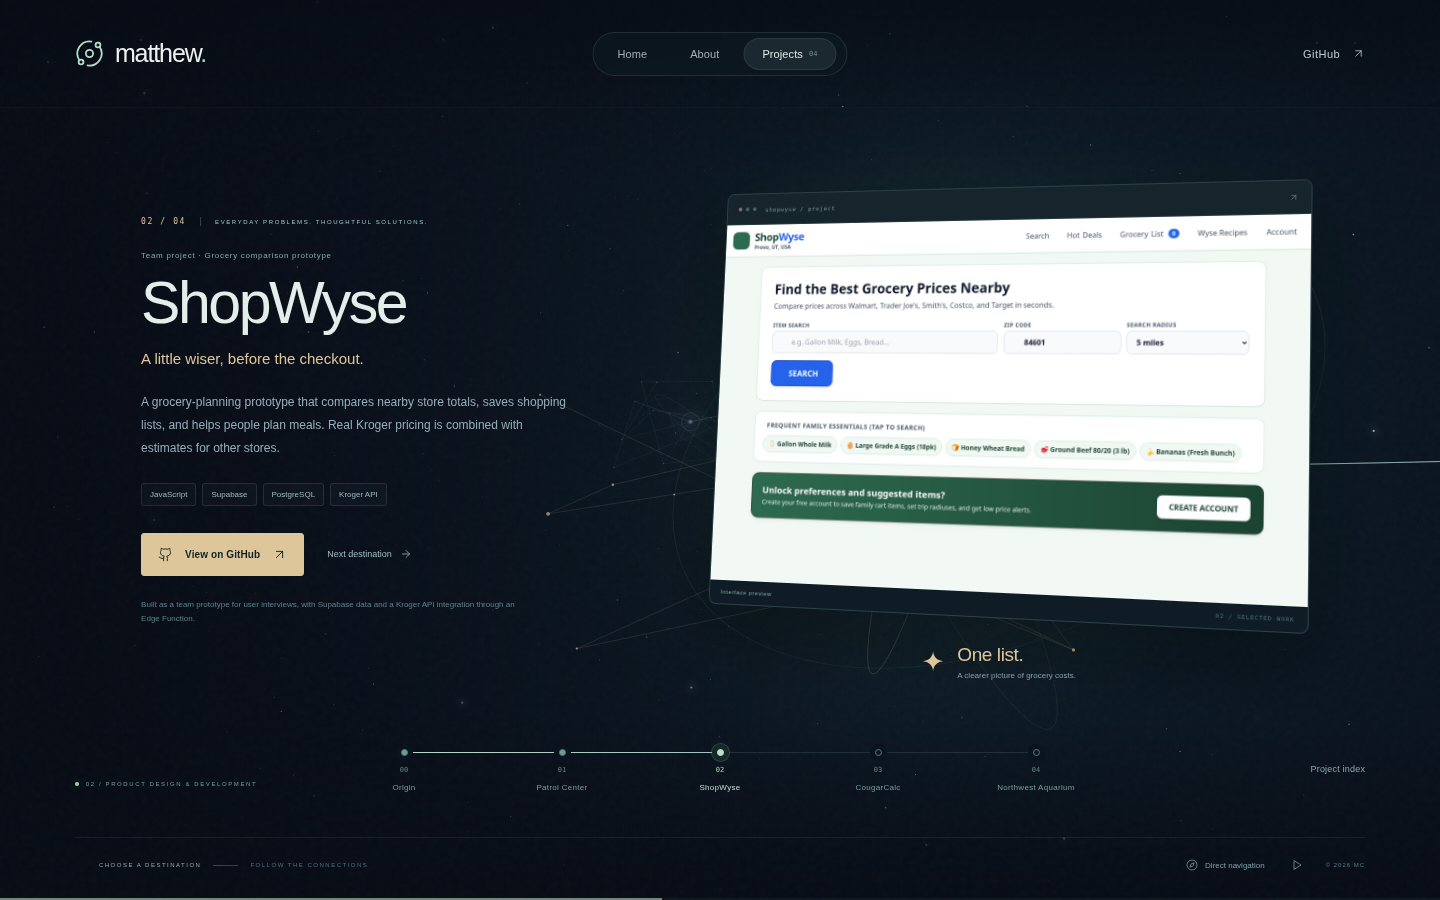 matthew.
Home
About
Projects 04
GitHub
02 / 04
EVERYDAY PROBLEMS. THOUGHTFUL SOLUTIONS.
Team project · Grocery comparison prototype
ShopWyse
A little wiser, before the checkout.
A grocery-planning prototype that compares nearby store totals, saves shopping
lists, and helps people plan meals. Real Kroger pricing is combined with
estimates for other stores.
JavaScript
Supabase
PostgreSQL
Kroger API
View on GitHub
Next destination
Built as a team prototype for user interviews, with Supabase data and a Kroger API integration through an
Edge Function.
shopwyse / project
ShopWyse
Provo, UT, USA
Search
Hot Deals
Grocery List 0
Wyse Recipes
Account
Find the Best Grocery Prices Nearby
Compare prices across Walmart, Trader Joe's, Smith's, Costco, and Target in seconds.
ITEM SEARCH
ZIP CODE
SEARCH RADIUS
e.g. Gallon Milk, Eggs, Bread...
84601
5 miles
SEARCH
FREQUENT FAMILY ESSENTIALS (TAP TO SEARCH)
Gallon Whole Milk
Large Grade A Eggs (18pk)
Honey Wheat Bread
Ground Beef 80/20 (3 lb)
Bananas (Fresh Bunch)
Unlock preferences and suggested items?
Create your free account to save family cart items, set trip radiuses, and get low price alerts.
CREATE ACCOUNT
Interface preview
02 / SELECTED WORK
One list.
A clearer picture of grocery costs.
02 / PRODUCT DESIGN & DEVELOPMENT
00
Origin
01
Patrol Center
02
ShopWyse
03
CougarCalc
04
Northwest Aquarium
Project index
CHOOSE A DESTINATION
FOLLOW THE CONNECTIONS
Direct navigation
© 2026 MC